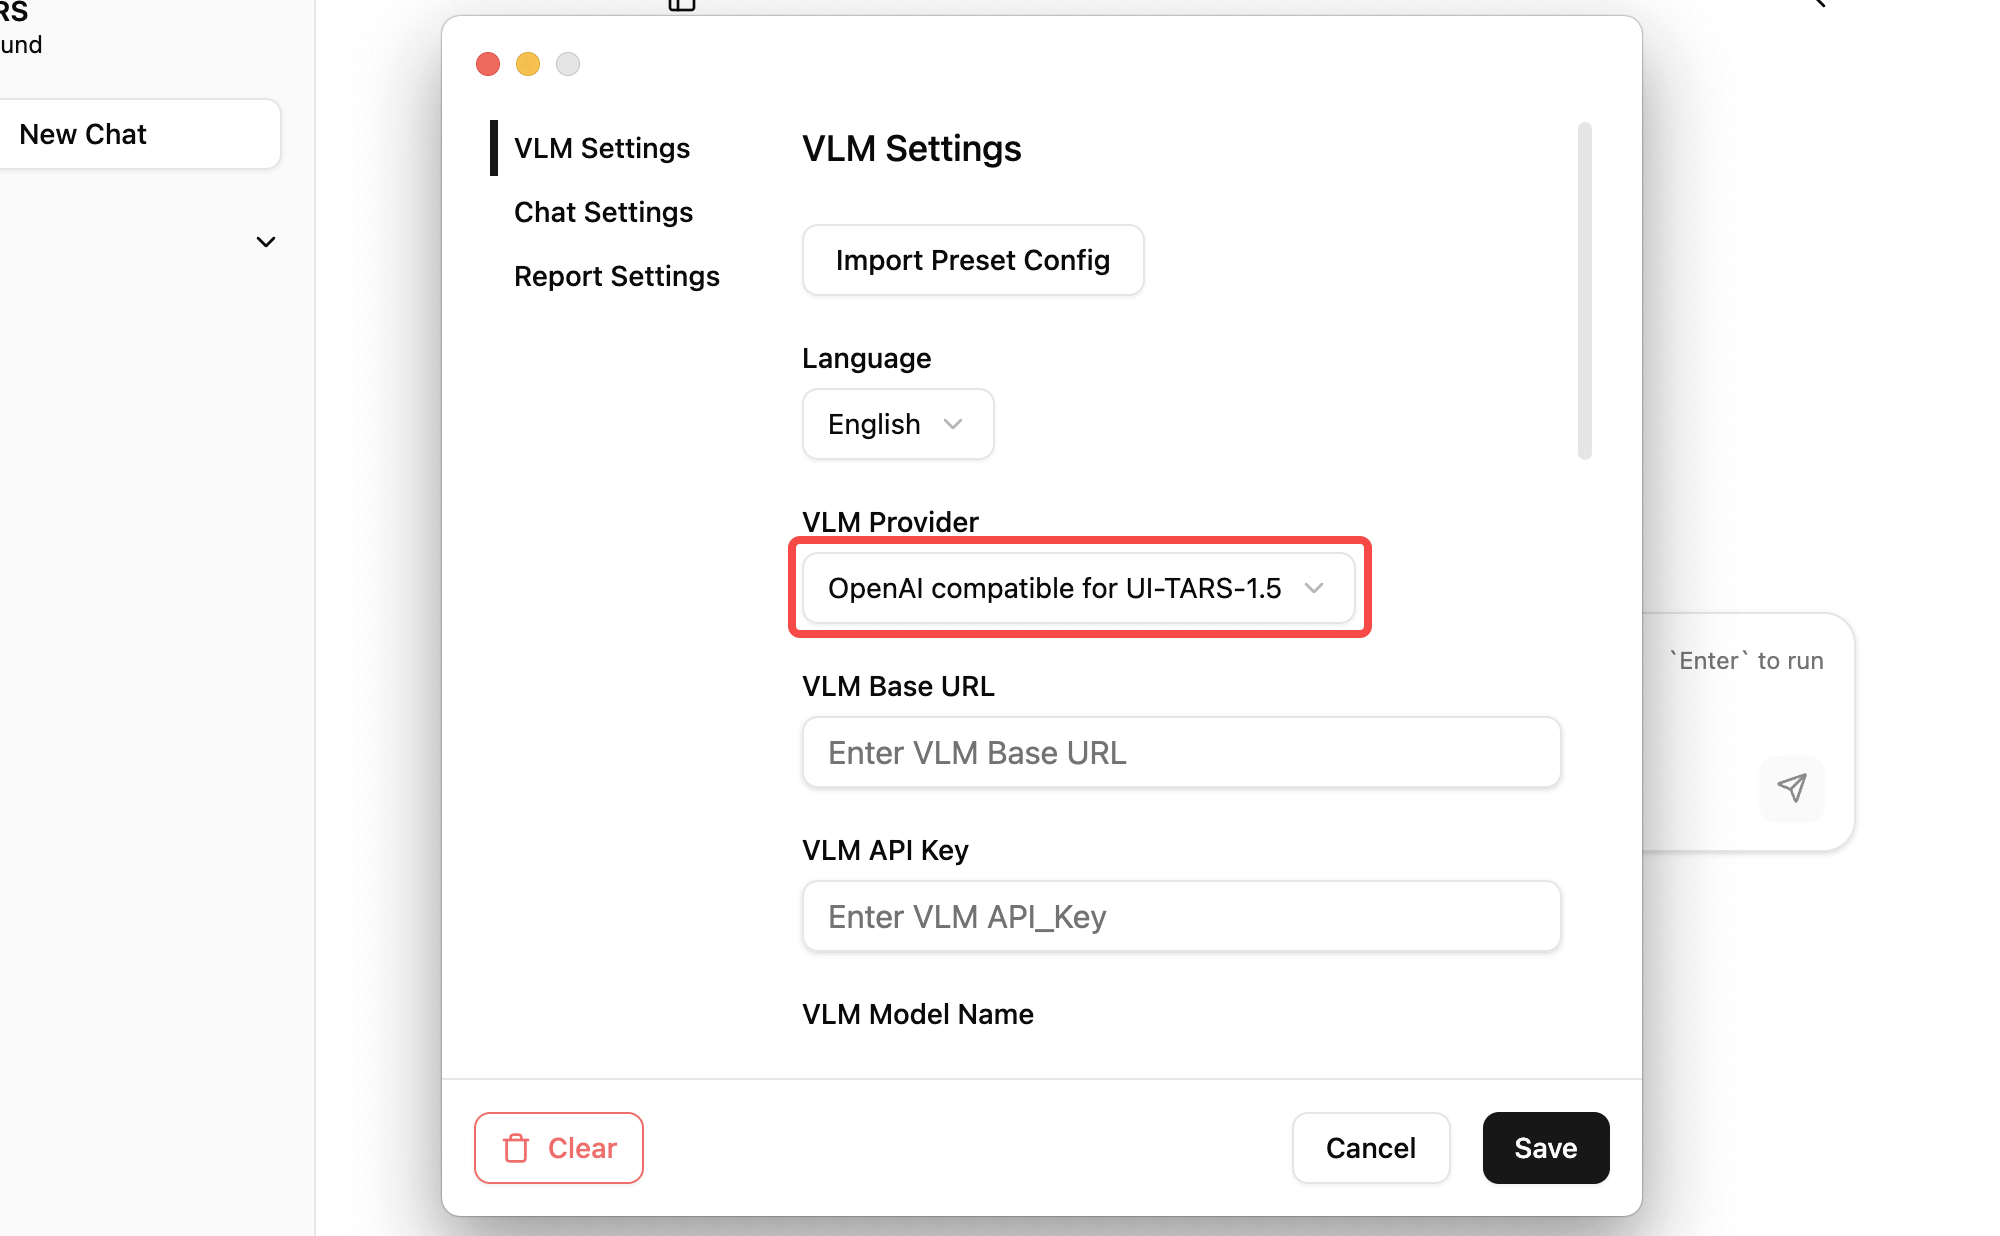 RS
und
New Chat
VLM Settings
Chat Settings
Report Settings
VLM Settings
Import Preset Config
Language
English
VLM Provider
OpenAI compatible for UI-TARS-1.5
VLM Base URL
Enter VLM Base URL
VLM API Key
Enter VLM API_Key
VLM Model Name
`Enter` to run
Clear
Cancel
Save